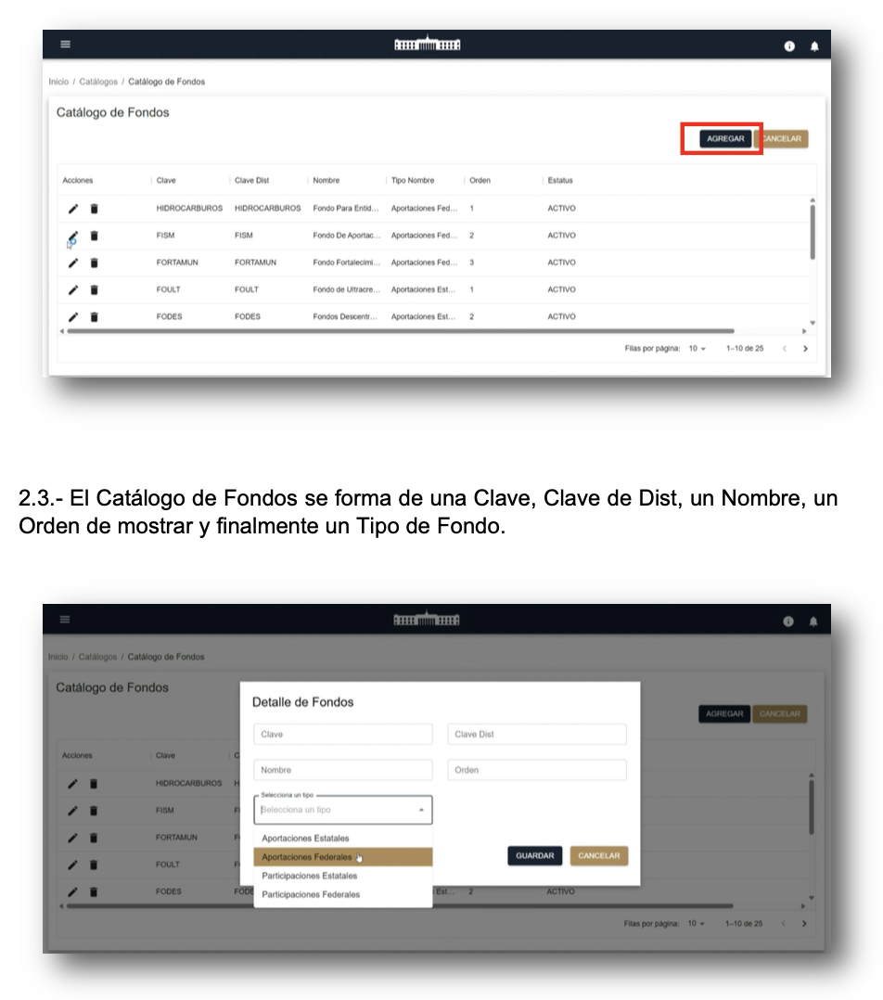 Inicio / Catálogos / Catálogo de Fondos
Catálogo de Fondos
AGREGAR CANCELAR
Acciones Clave Clave Dist Nombre Tipo Nombre Orden Estatus
HIDROCARBUROS HIDROCARBUROS Fondo Para Entid... Aportaciones Fed... 1 ACTIVO
FISM FISM Fondo De Aportac... Aportaciones Fed... 2 ACTIVO
FORTAMUN FORTAMUN Fondo Fortalecimi... Aportaciones Fed... 3 ACTIVO
FOULT FOULT Fondo de Ultracre... Aportaciones Est... 1 ACTIVO
FODES FODES Fondos Descentr... Aportaciones Est... 2 ACTIVO
Filas por página: 10 1–10 de 25
2.3.- El Catálogo de Fondos se forma de una Clave, Clave de Dist, un Nombre, un
Orden de mostrar y finalmente un Tipo de Fondo.
Inicio / Catálogos / Catálogo de Fondos
Catálogo de Fondos
AGREGAR CANCELAR
Acciones Clave C
HIDROCARBUROS H
FISM FI
FORTAMUN F
FOULT F
FODES FODE Est... 2 ACTIVO
Detalle de Fondos
Clave Clave Dist
Nombre Orden
Selecciona un tipo
Selecciona un tipo
Aportaciones Estatales
Aportaciones Federales
Participaciones Estatales
Participaciones Federales
GUARDAR CANCELAR
Filas por página: 10 1–10 de 25